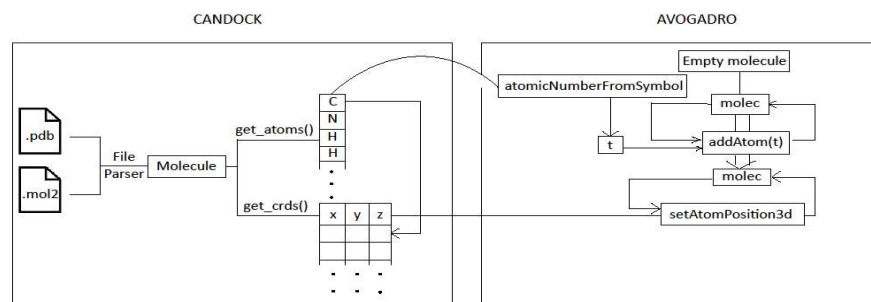 CANDOCK
AVOGADRO
.pdb
.mol2
File
Parser
Molecule
get_atoms()
get_crds()
C
N
H
H
x y z
atomicNumberFromSymbol
t
Empty molecule
molec
addAtom(t)
molec
setAtomPosition3d